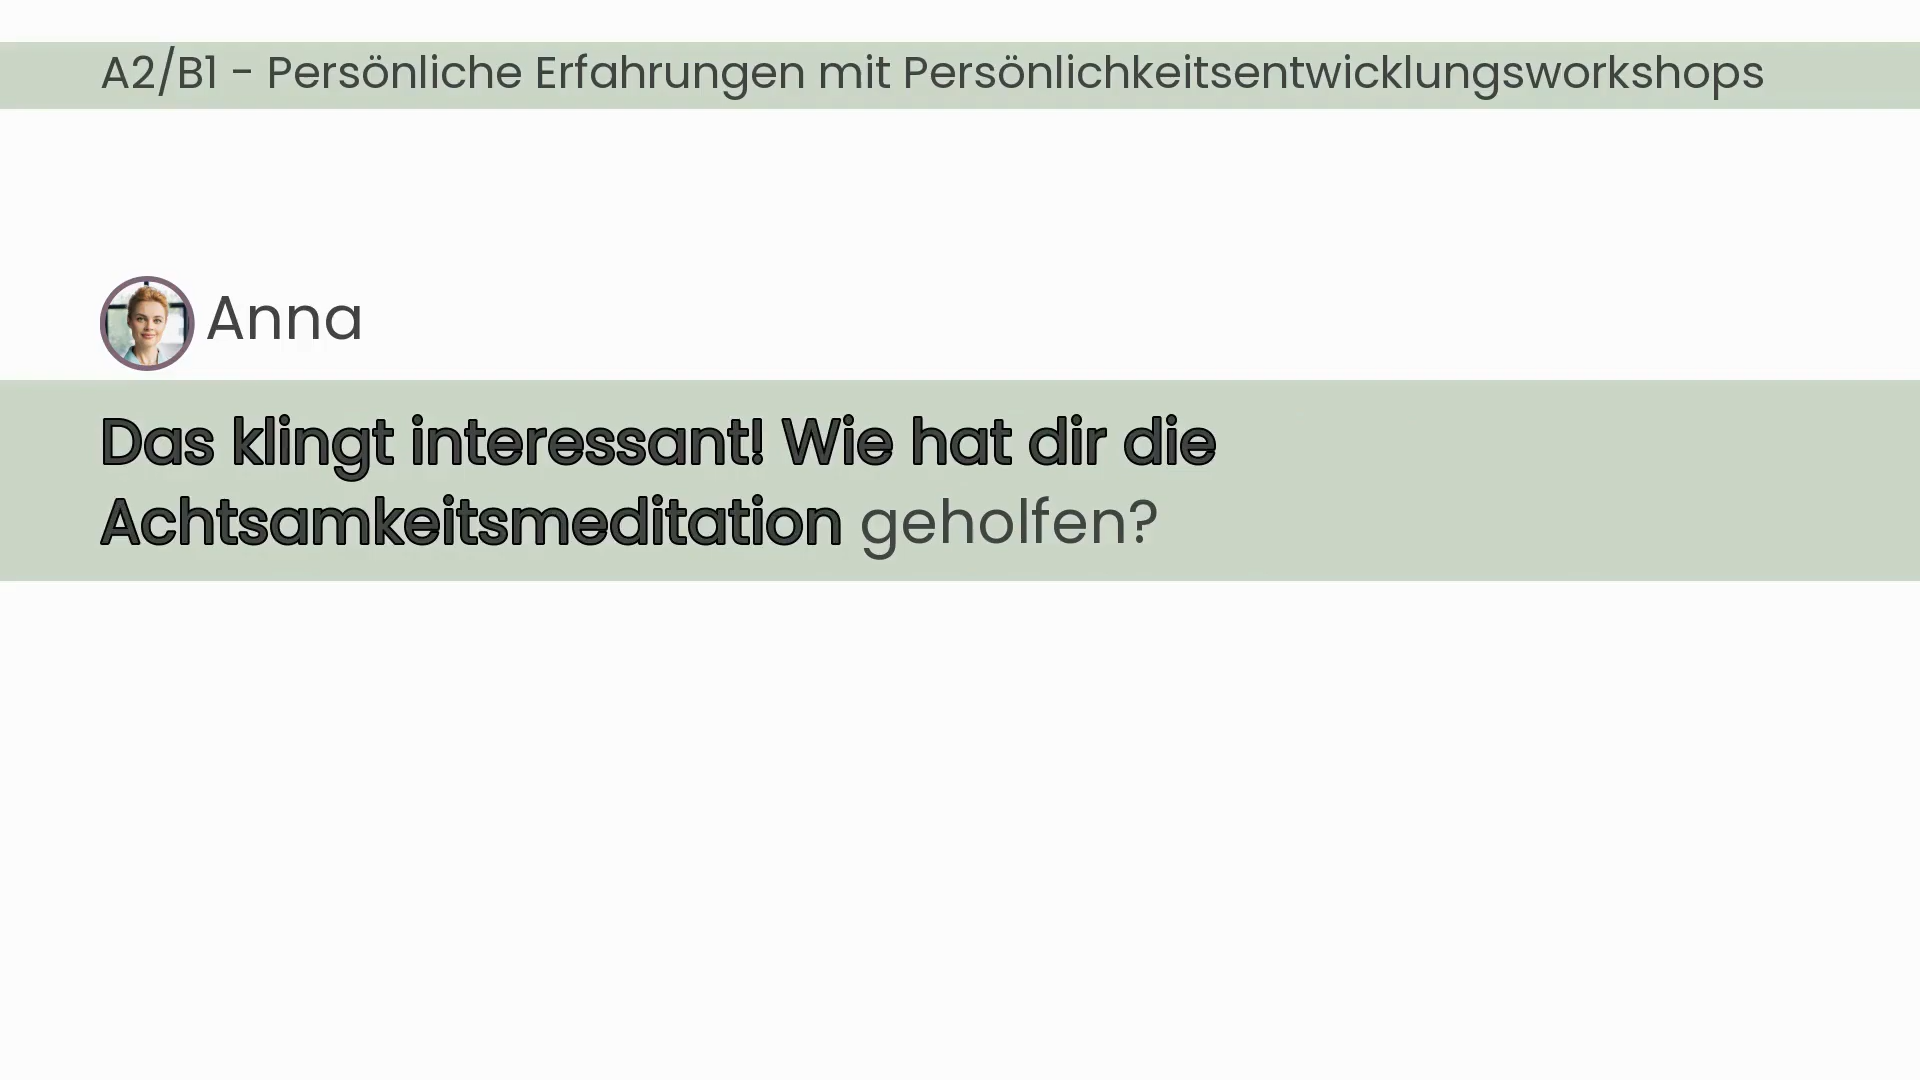 A2/B1 - Persönliche Erfahrungen mit Persönlichkeitsentwicklungsworkshops
Anna
Das klingt interessant! Wie hat dir die
Achtsamkeitsmeditation geholfen?